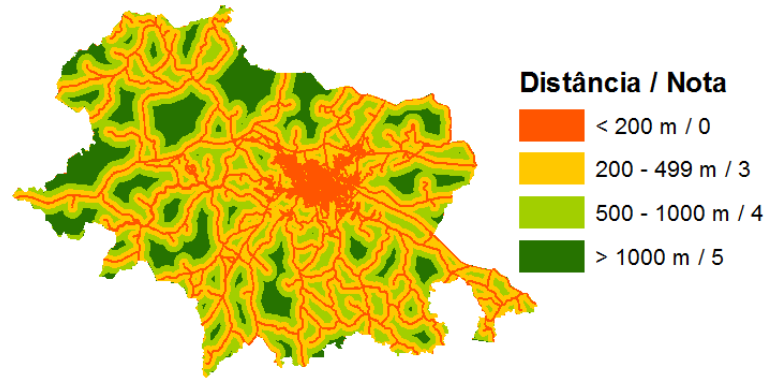 Distância / Nota
< 200 m / 0
200 - 499 m / 3
500 - 1000 m / 4
> 1000 m / 5